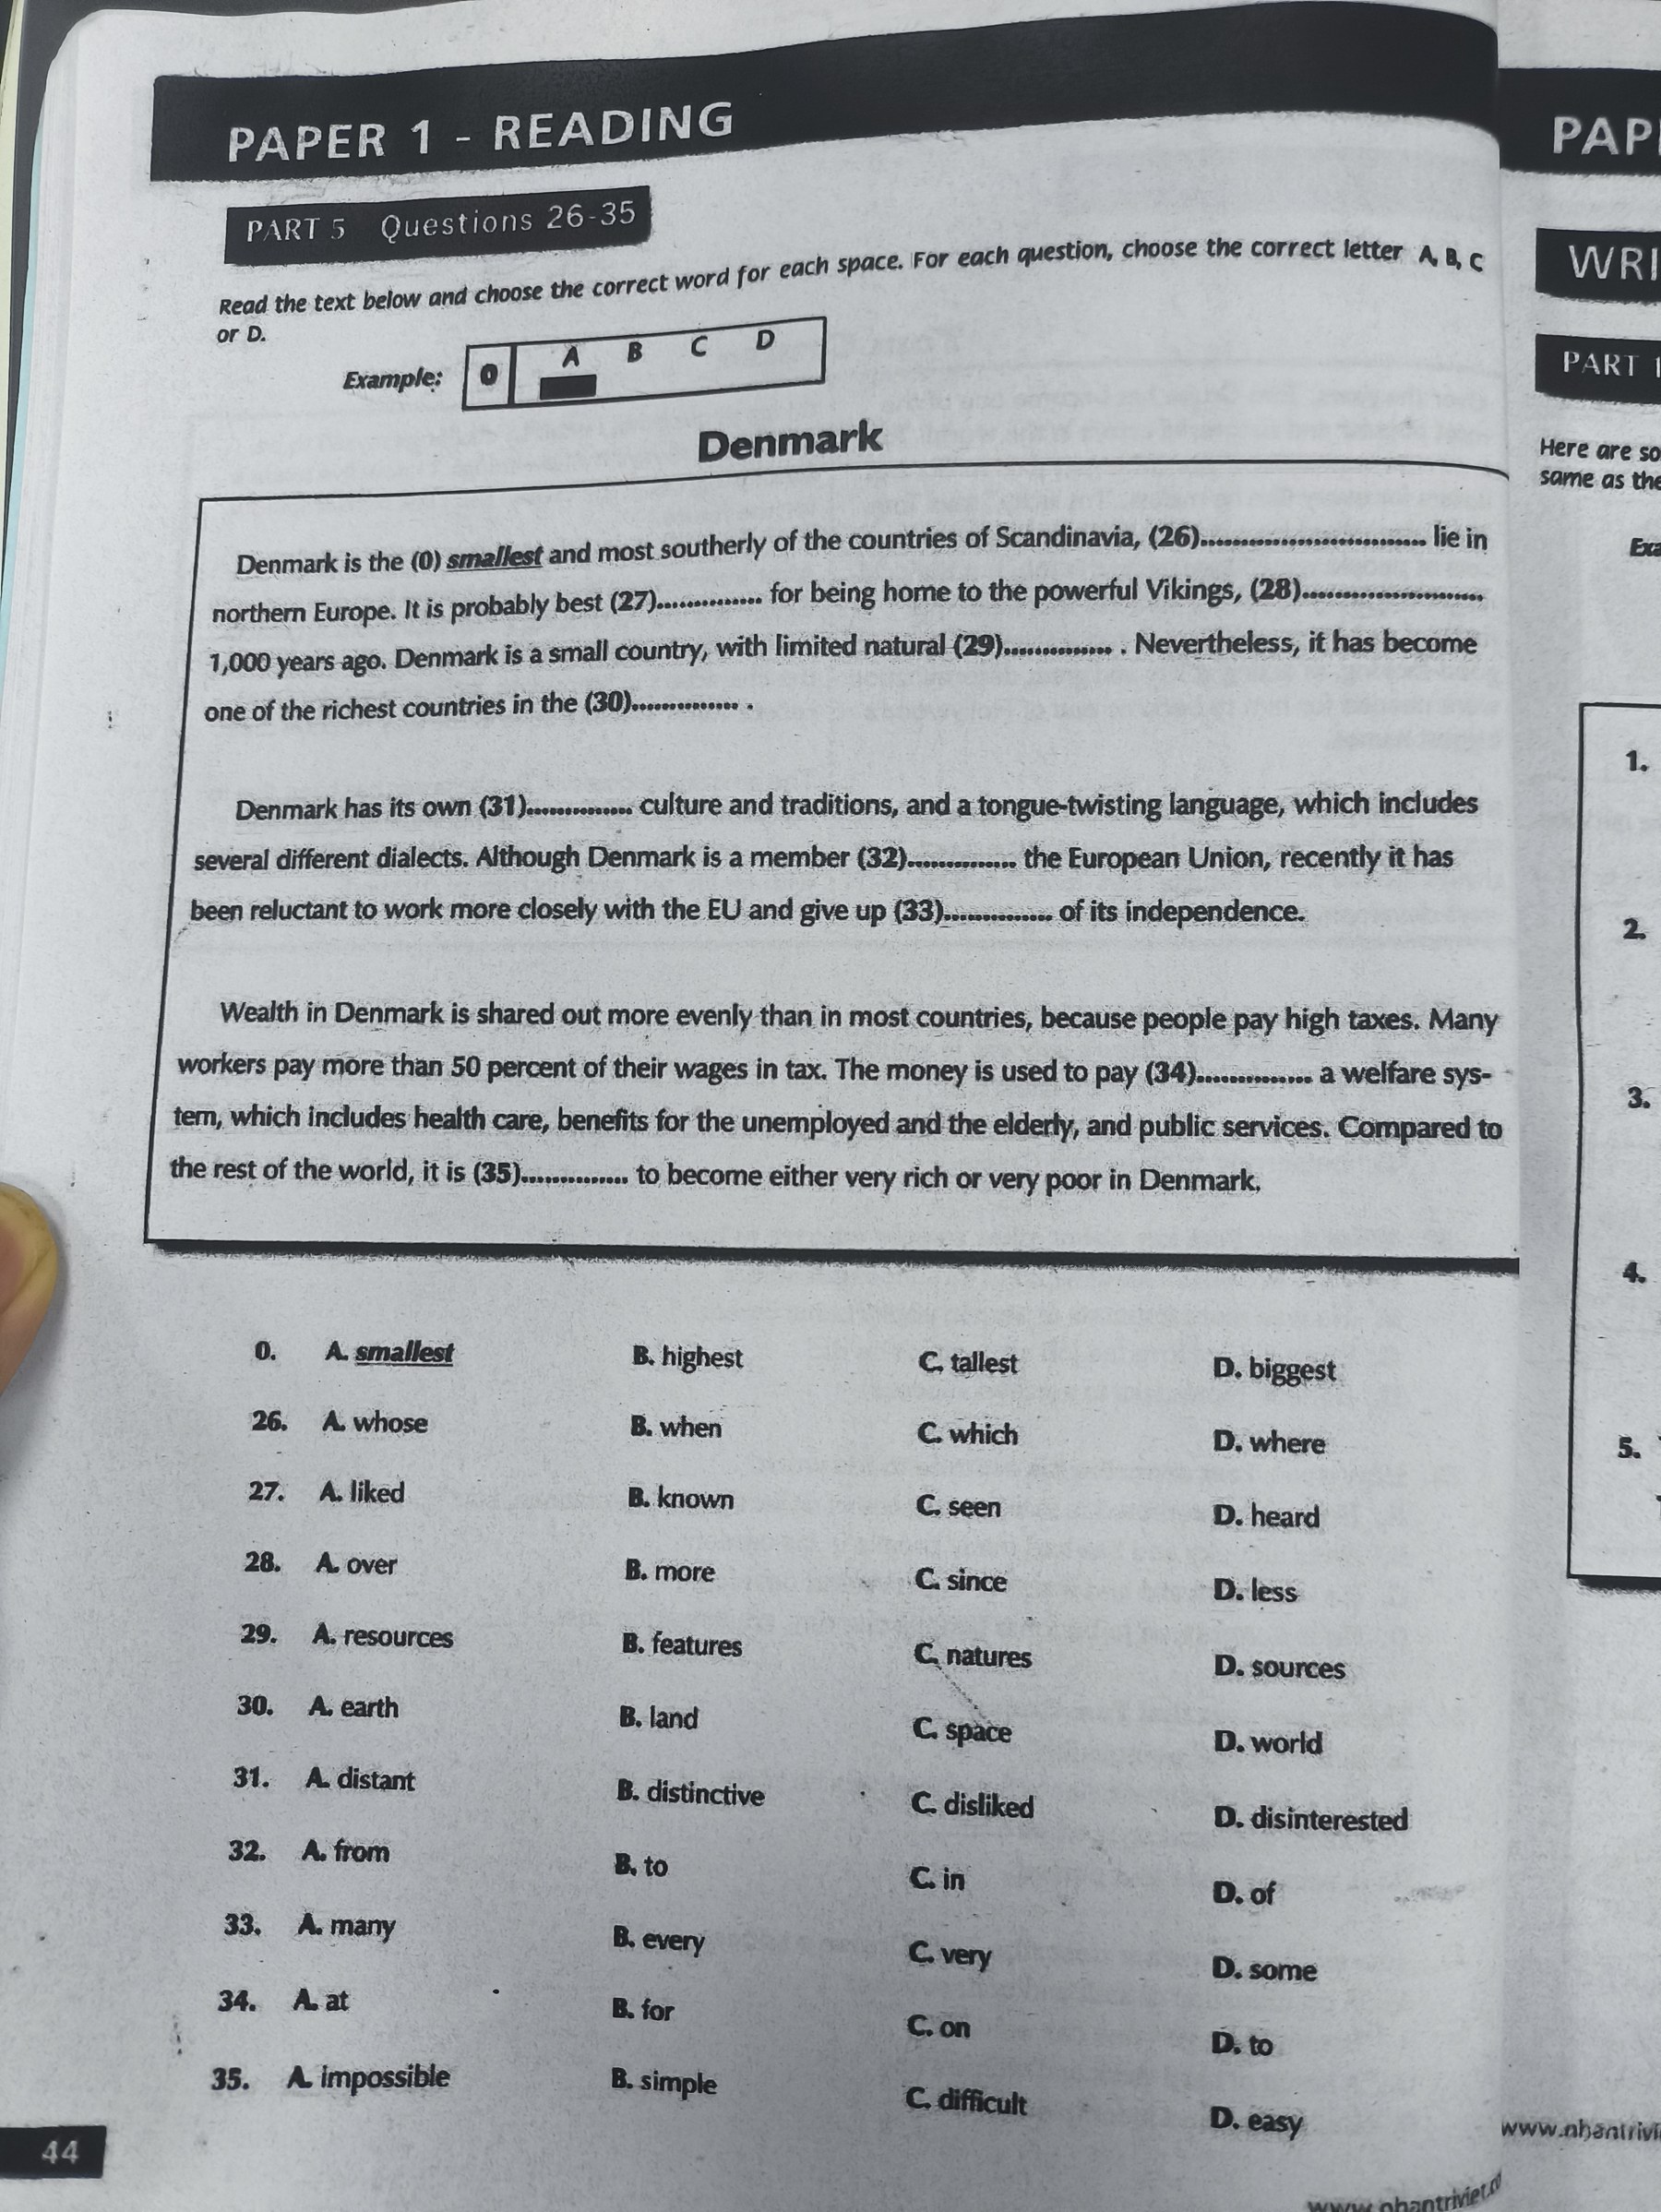 PAPER 1 - READING
PART 5 Questions 26-35
Read the text below and choose the correct word for each space. For each question, choose the correct letter A, B, C
or D.
Example: 0 A B C D
Denmark
Denmark is the (0) smallest and most southerly of the countries of Scandinavia, (26)............................ lie in
northern Europe. It is probably best (27).............. for being home to the powerful Vikings, (28)........................
1,000 years ago. Denmark is a small country, with limited natural (29).............. . Nevertheless, it has become
one of the richest countries in the (30).............. .
Denmark has its own (31).............. culture and traditions, and a tongue-twisting language, which includes
several different dialects. Although Denmark is a member (32).............. the European Union, recently it has
been reluctant to work more closely with the EU and give up (33).............. of its independence.
Wealth in Denmark is shared out more evenly than in most countries, because people pay high taxes. Many
workers pay more than 50 percent of their wages in tax. The money is used to pay (34).............. a welfare sys-
tem, which includes health care, benefits for the unemployed and the elderly, and public services. Compared to
the rest of the world, it is (35).............. to become either very rich or very poor in Denmark.
0. A. smallest B. highest C. tallest D. biggest
26. A. whose B. when C. which D. where
27. A. liked B. known C. seen D. heard
28. A. over B. more C. since D. less
29. A. resources B. features C. natures D. sources
30. A. earth B. land C. space D. world
31. A. distant B. distinctive C. disliked D. disinterested
32. A. from B. to C. in D. of
33. A. many B. every C. very D. some
34. A. at B. for C. on D. to
35. A. impossible B. simple C. difficult D. easy
44
PAP
WRI
PART 1
Here are so
same as the
Exa
1.
2.
3.
4.
5.